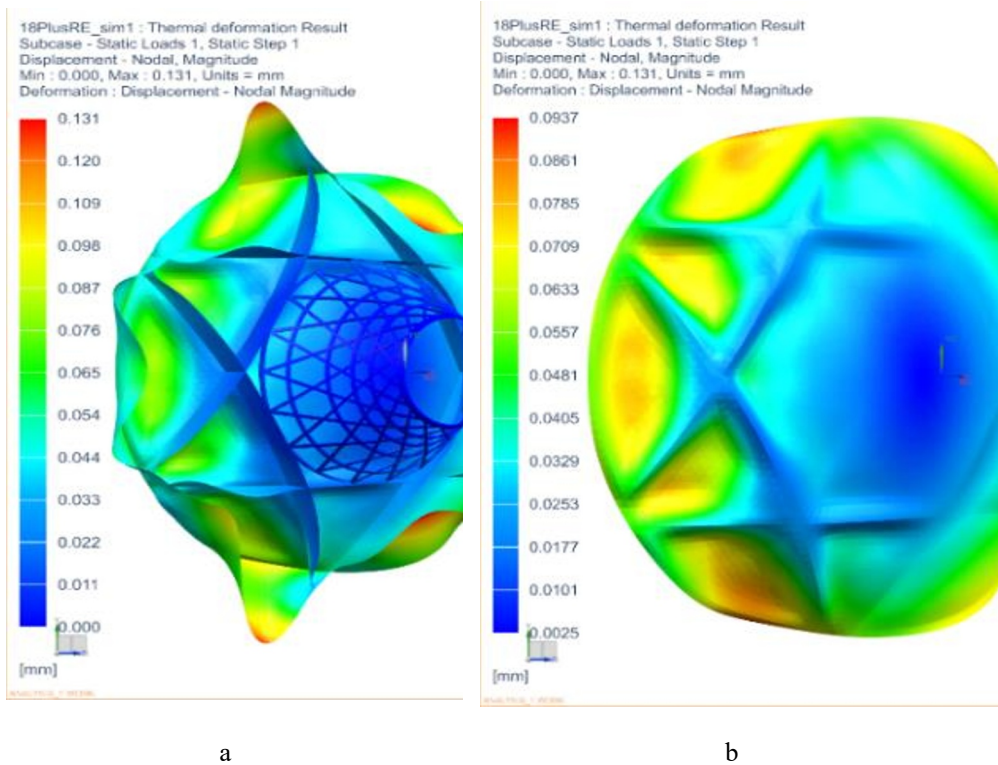 18PlusRE_sim1 : Thermal deformation Result
Subcase - Static Loads 1, Static Step 1
Displacement - Nodal, Magnitude
Min : 0.000, Max : 0.131, Units = mm
Deformation : Displacement - Nodal Magnitude
0.131
0.120
0.109
0.098
0.087
0.076
0.065
0.054
0.044
0.033
0.022
0.011
0.000
[mm]
18PlusRE_sim1 : Thermal deformation Result
Subcase - Static Loads 1, Static Step 1
Displacement - Nodal, Magnitude
Min : 0.000, Max : 0.131, Units = mm
Deformation : Displacement - Nodal Magnitude
0.0937
0.0861
0.0785
0.0709
0.0633
0.0557
0.0481
0.0405
0.0329
0.0253
0.0177
0.0101
0.0025
[mm]
a
b